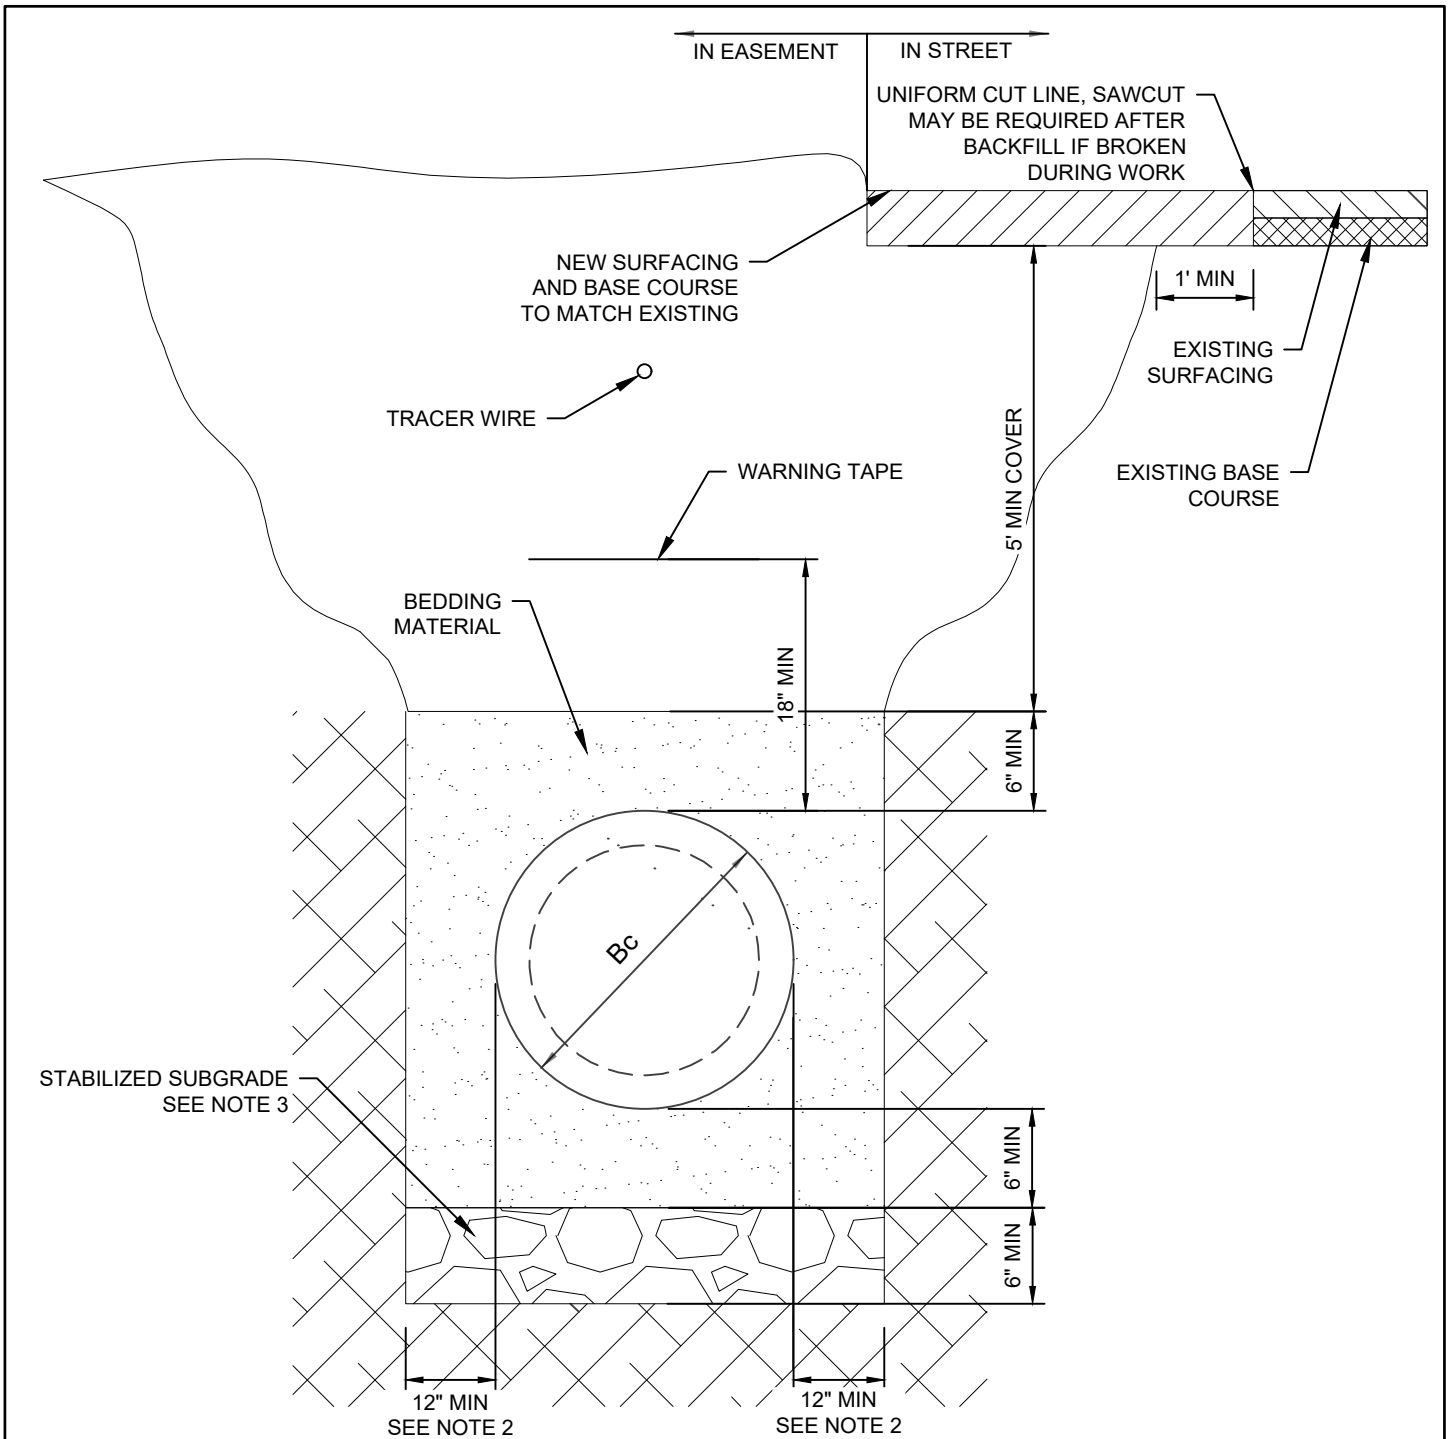 IN EASEMENT
IN STREET
UNIFORM CUT LINE, SAWCUT
MAY BE REQUIRED AFTER
BACKFILL IF BROKEN
DURING WORK
NEW SURFACING
AND BASE COURSE
TO MATCH EXISTING
1' MIN
EXISTING
SURFACING
TRACER WIRE
5' MIN COVER
WARNING TAPE
EXISTING BASE
COURSE
BEDDING
MATERIAL
18" MIN
6" MIN
Bc
STABILIZED SUBGRADE
SEE NOTE 3
6" MIN
6" MIN
12" MIN
SEE NOTE 2
12" MIN
SEE NOTE 2